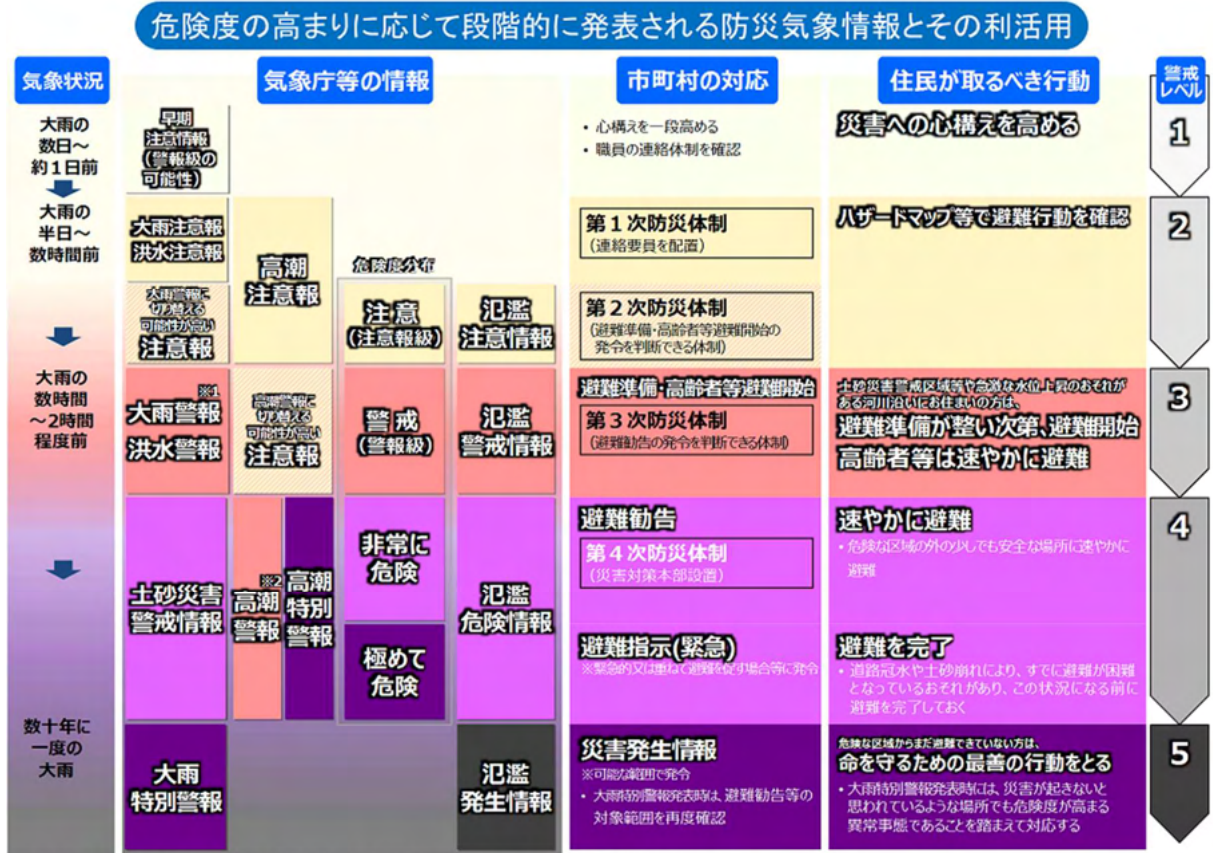 危険度の高まりに応じて段階的に発表される防災気象情報とその利活用
気象状況
気象庁等の情報
市町村の対応
住民が取るべき行動
警戒
レベル
大雨の
数日～
約１日前
早期
注意情報
(警報級の
可能性)
・心構えを一段高める
・職員の連絡体制を確認
災害への心構えを高める
1
大雨の
半日～
数時間前
大雨注意報
洪水注意報
高潮
注意報
第１次防災体制
(連絡要員を配置)
ハザードマップ等で避難行動を確認
2
危険度分布
大雨警報に
切り替える
可能性が高い
注意報
注意
(注意報級)
氾濫
注意情報
第２次防災体制
(避難準備・高齢者等避難開始の
発令を判断できる体制)
大雨の
数時間
～2時間
程度前
※1
大雨警報
洪水警報
高潮警報に
切り替える
可能性が高い
注意報
警戒
(警報級)
氾濫
警戒情報
避難準備・高齢者等避難開始
第３次防災体制
(避難勧告の発令を判断できる体制)
土砂災害警戒区域等や急激な水位上昇のおそれが
ある河川沿いにお住まいの方は、
避難準備が整い次第、避難開始
高齢者等は速やかに避難
3
土砂災害
警戒情報
※2
高潮
警報
高潮
特別
警報
非常に
危険
極めて
危険
氾濫
危険情報
避難勧告
第４次防災体制
(災害対策本部設置)
避難指示(緊急)
※緊急的又は重ねて避難を促す場合等に発令
速やかに避難
・危険な区域の外の少しでも安全な場所に速やかに
避難
避難を完了
・道路冠水や土砂崩れにより、すでに避難が困難
となっているおそれがあり、この状況になる前に
避難を完了しておく
4
数十年に
一度の
大雨
大雨
特別警報
氾濫
発生情報
災害発生情報
※可能な範囲で発令
・大雨特別警報発表時は、避難勧告等の
対象範囲を再度確認
危険な区域からまだ避難できていない方は、
命を守るための最善の行動をとる
・大雨特別警報発表時には、災害が起きないと
思われているような場所でも危険度が高まる
異常事態であることを踏まえて対応する
5